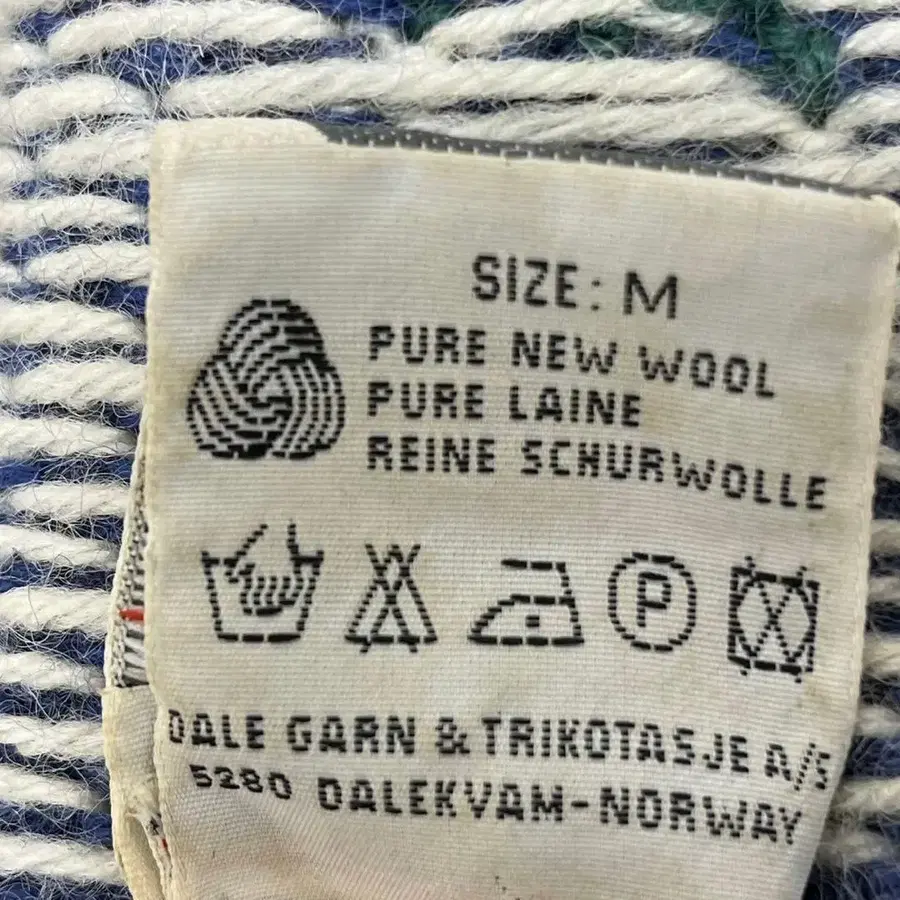 SIZE: M
PURE NEW WOOL
PURE LAINE
REINE SCHURWOLLE
P
DALE GARN & TRIKOTASJE A/S
5280 DALEKVAM-NORWAY